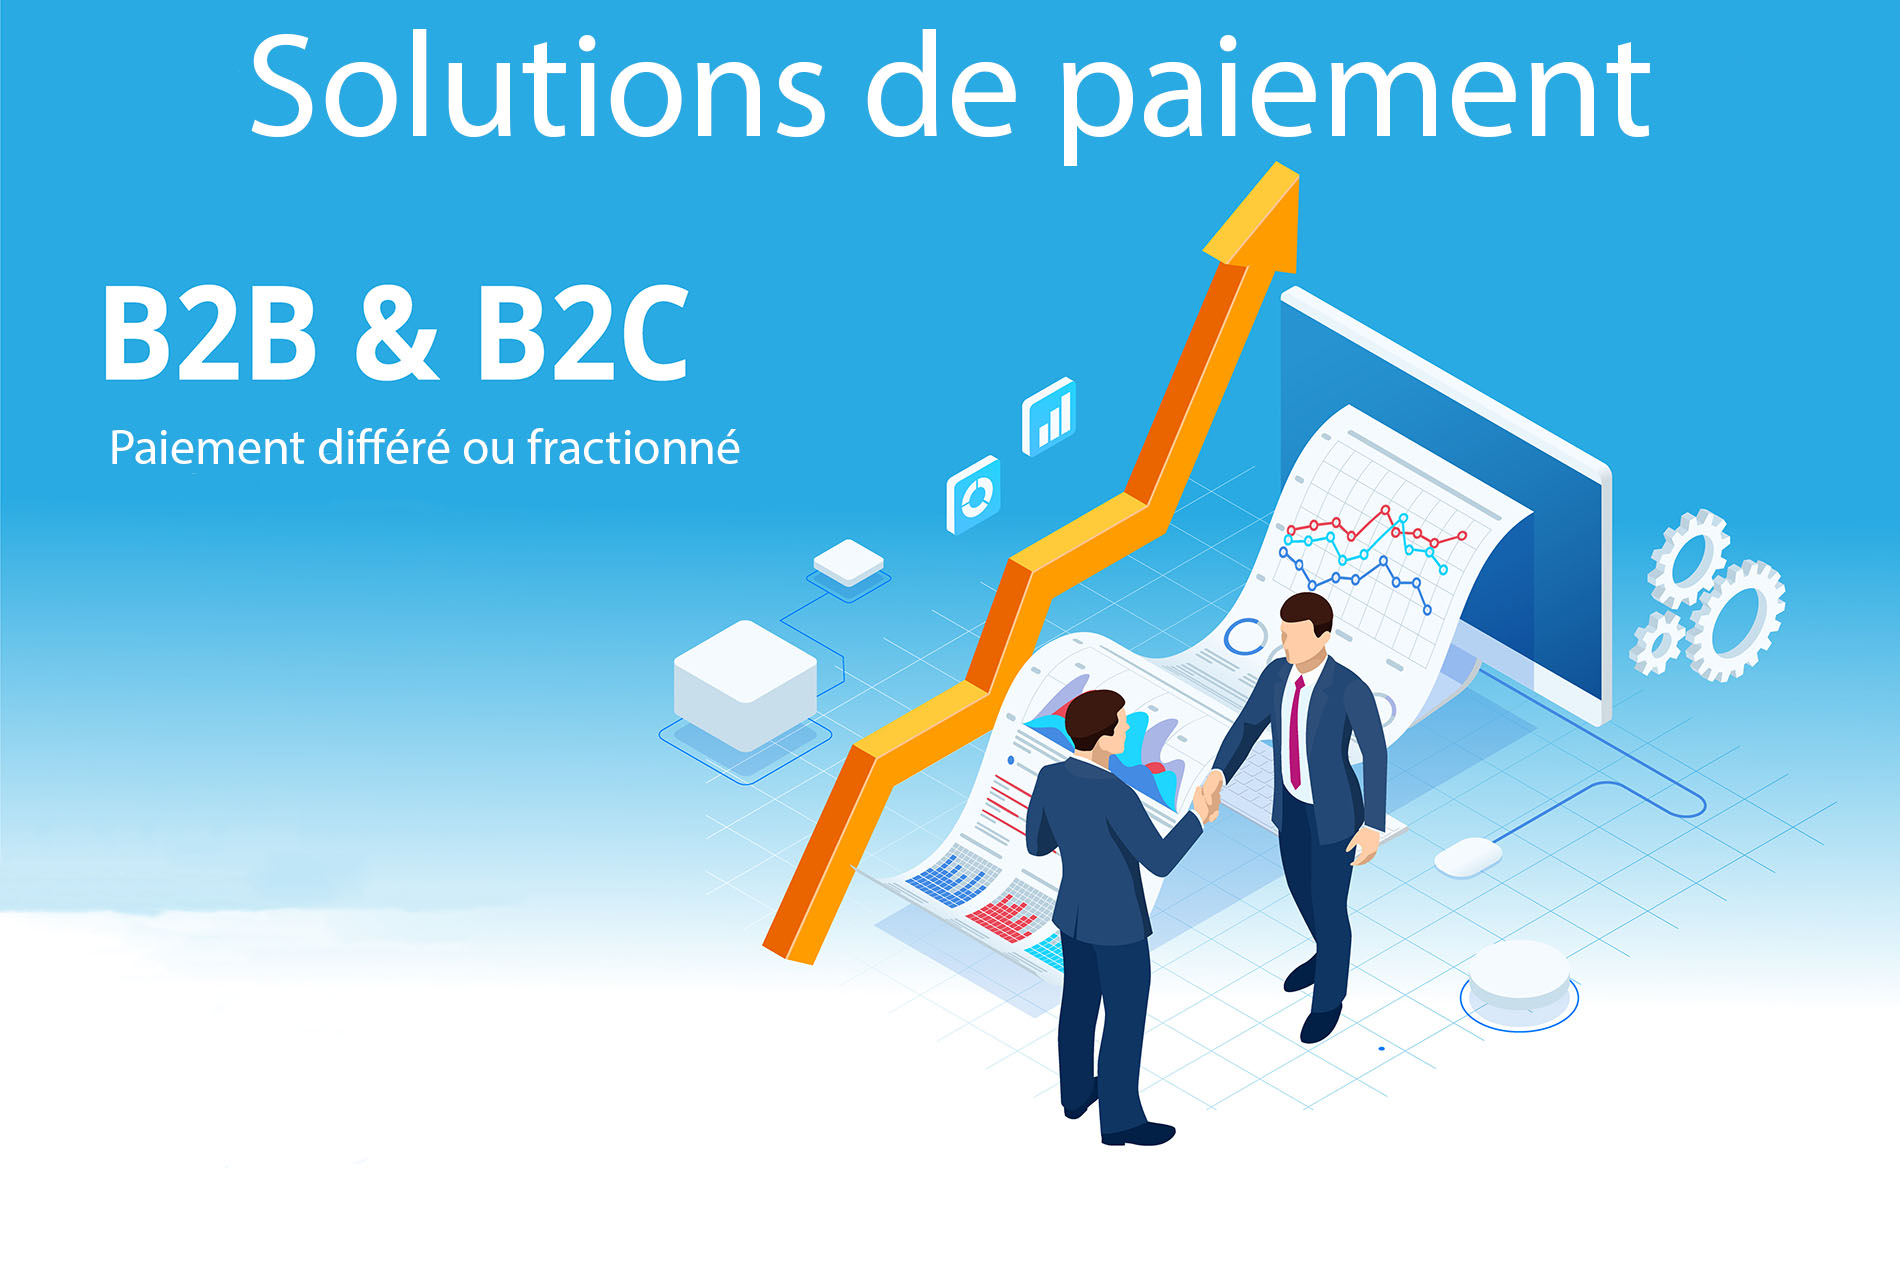 Solutions de paiement
B2B & B2C
Paiement différé ou fractionné